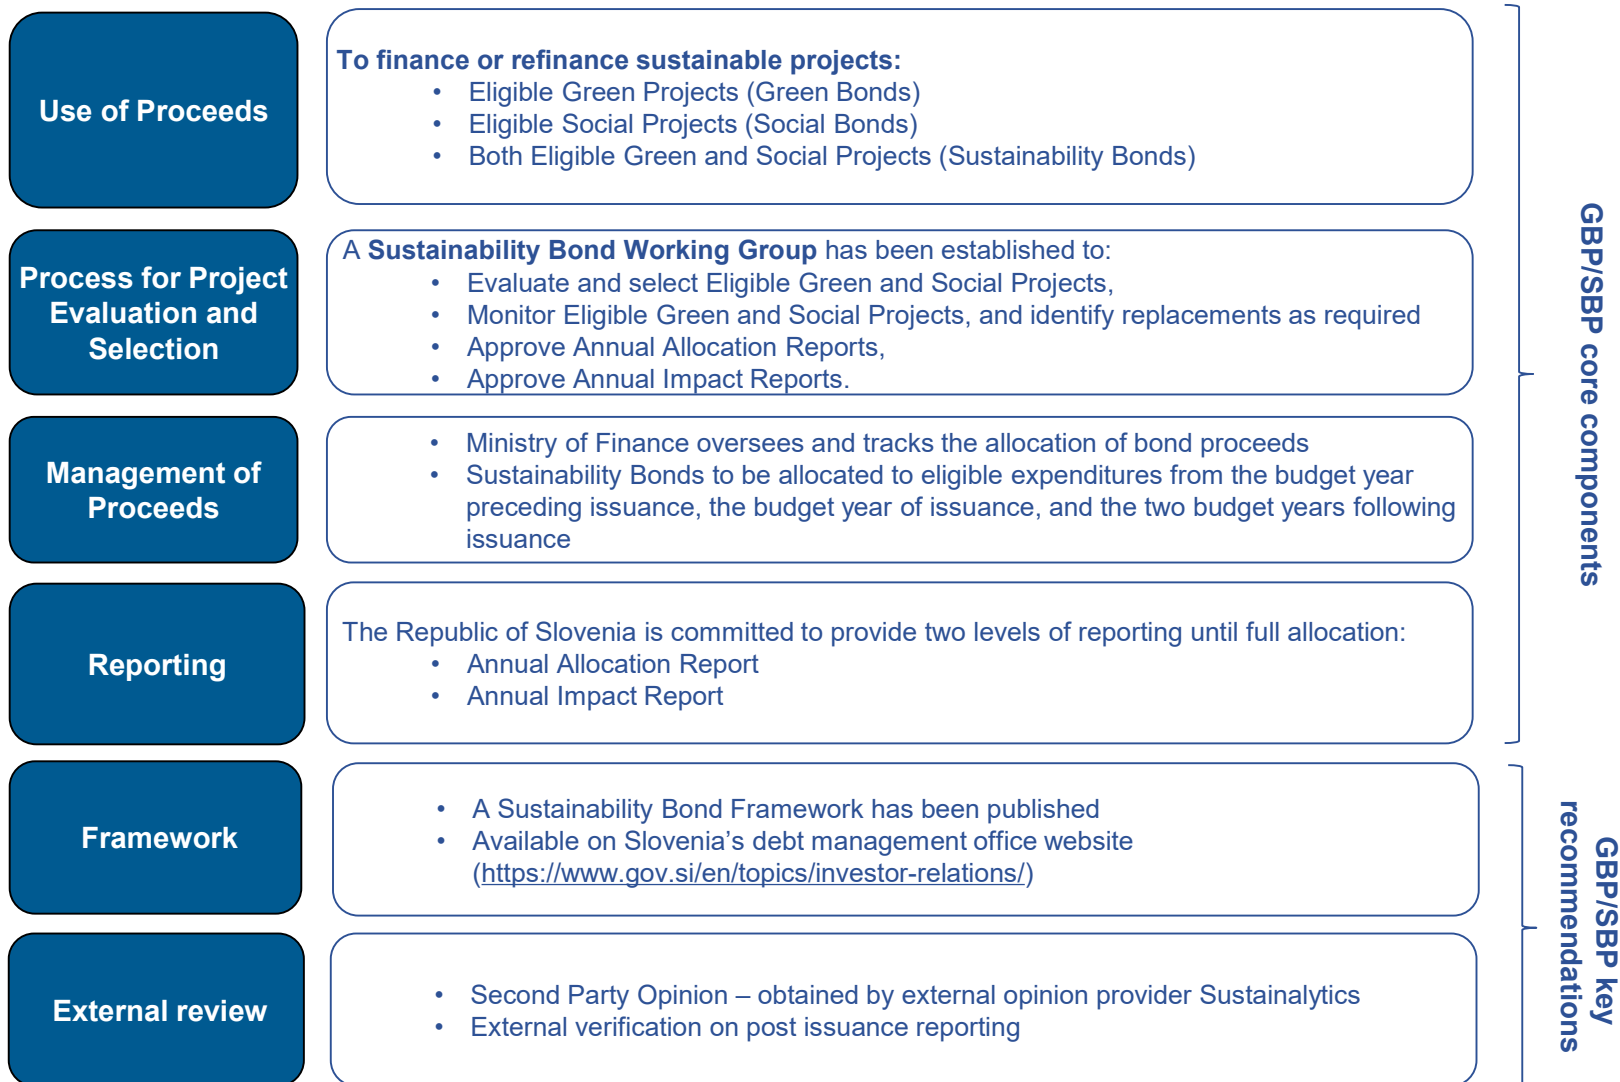 Use of Proceeds
To finance or refinance sustainable projects:
• Eligible Green Projects (Green Bonds)
• Eligible Social Projects (Social Bonds)
• Both Eligible Green and Social Projects (Sustainability Bonds)
Process for Project
Evaluation and
Selection
A Sustainability Bond Working Group has been established to:
• Evaluate and select Eligible Green and Social Projects,
• Monitor Eligible Green and Social Projects, and identify replacements as required
• Approve Annual Allocation Reports,
• Approve Annual Impact Reports.
Management of
Proceeds
• Ministry of Finance oversees and tracks the allocation of bond proceeds
• Sustainability Bonds to be allocated to eligible expenditures from the budget year
preceding issuance, the budget year of issuance, and the two budget years following
issuance
Reporting
The Republic of Slovenia is committed to provide two levels of reporting until full allocation:
• Annual Allocation Report
• Annual Impact Report
GBP/SBP core components
Framework
• A Sustainability Bond Framework has been published
• Available on Slovenia’s debt management office website
(https://www.gov.si/en/topics/investor-relations/)
External review
• Second Party Opinion – obtained by external opinion provider Sustainalytics
• External verification on post issuance reporting
GBP/SBP key
recommendations